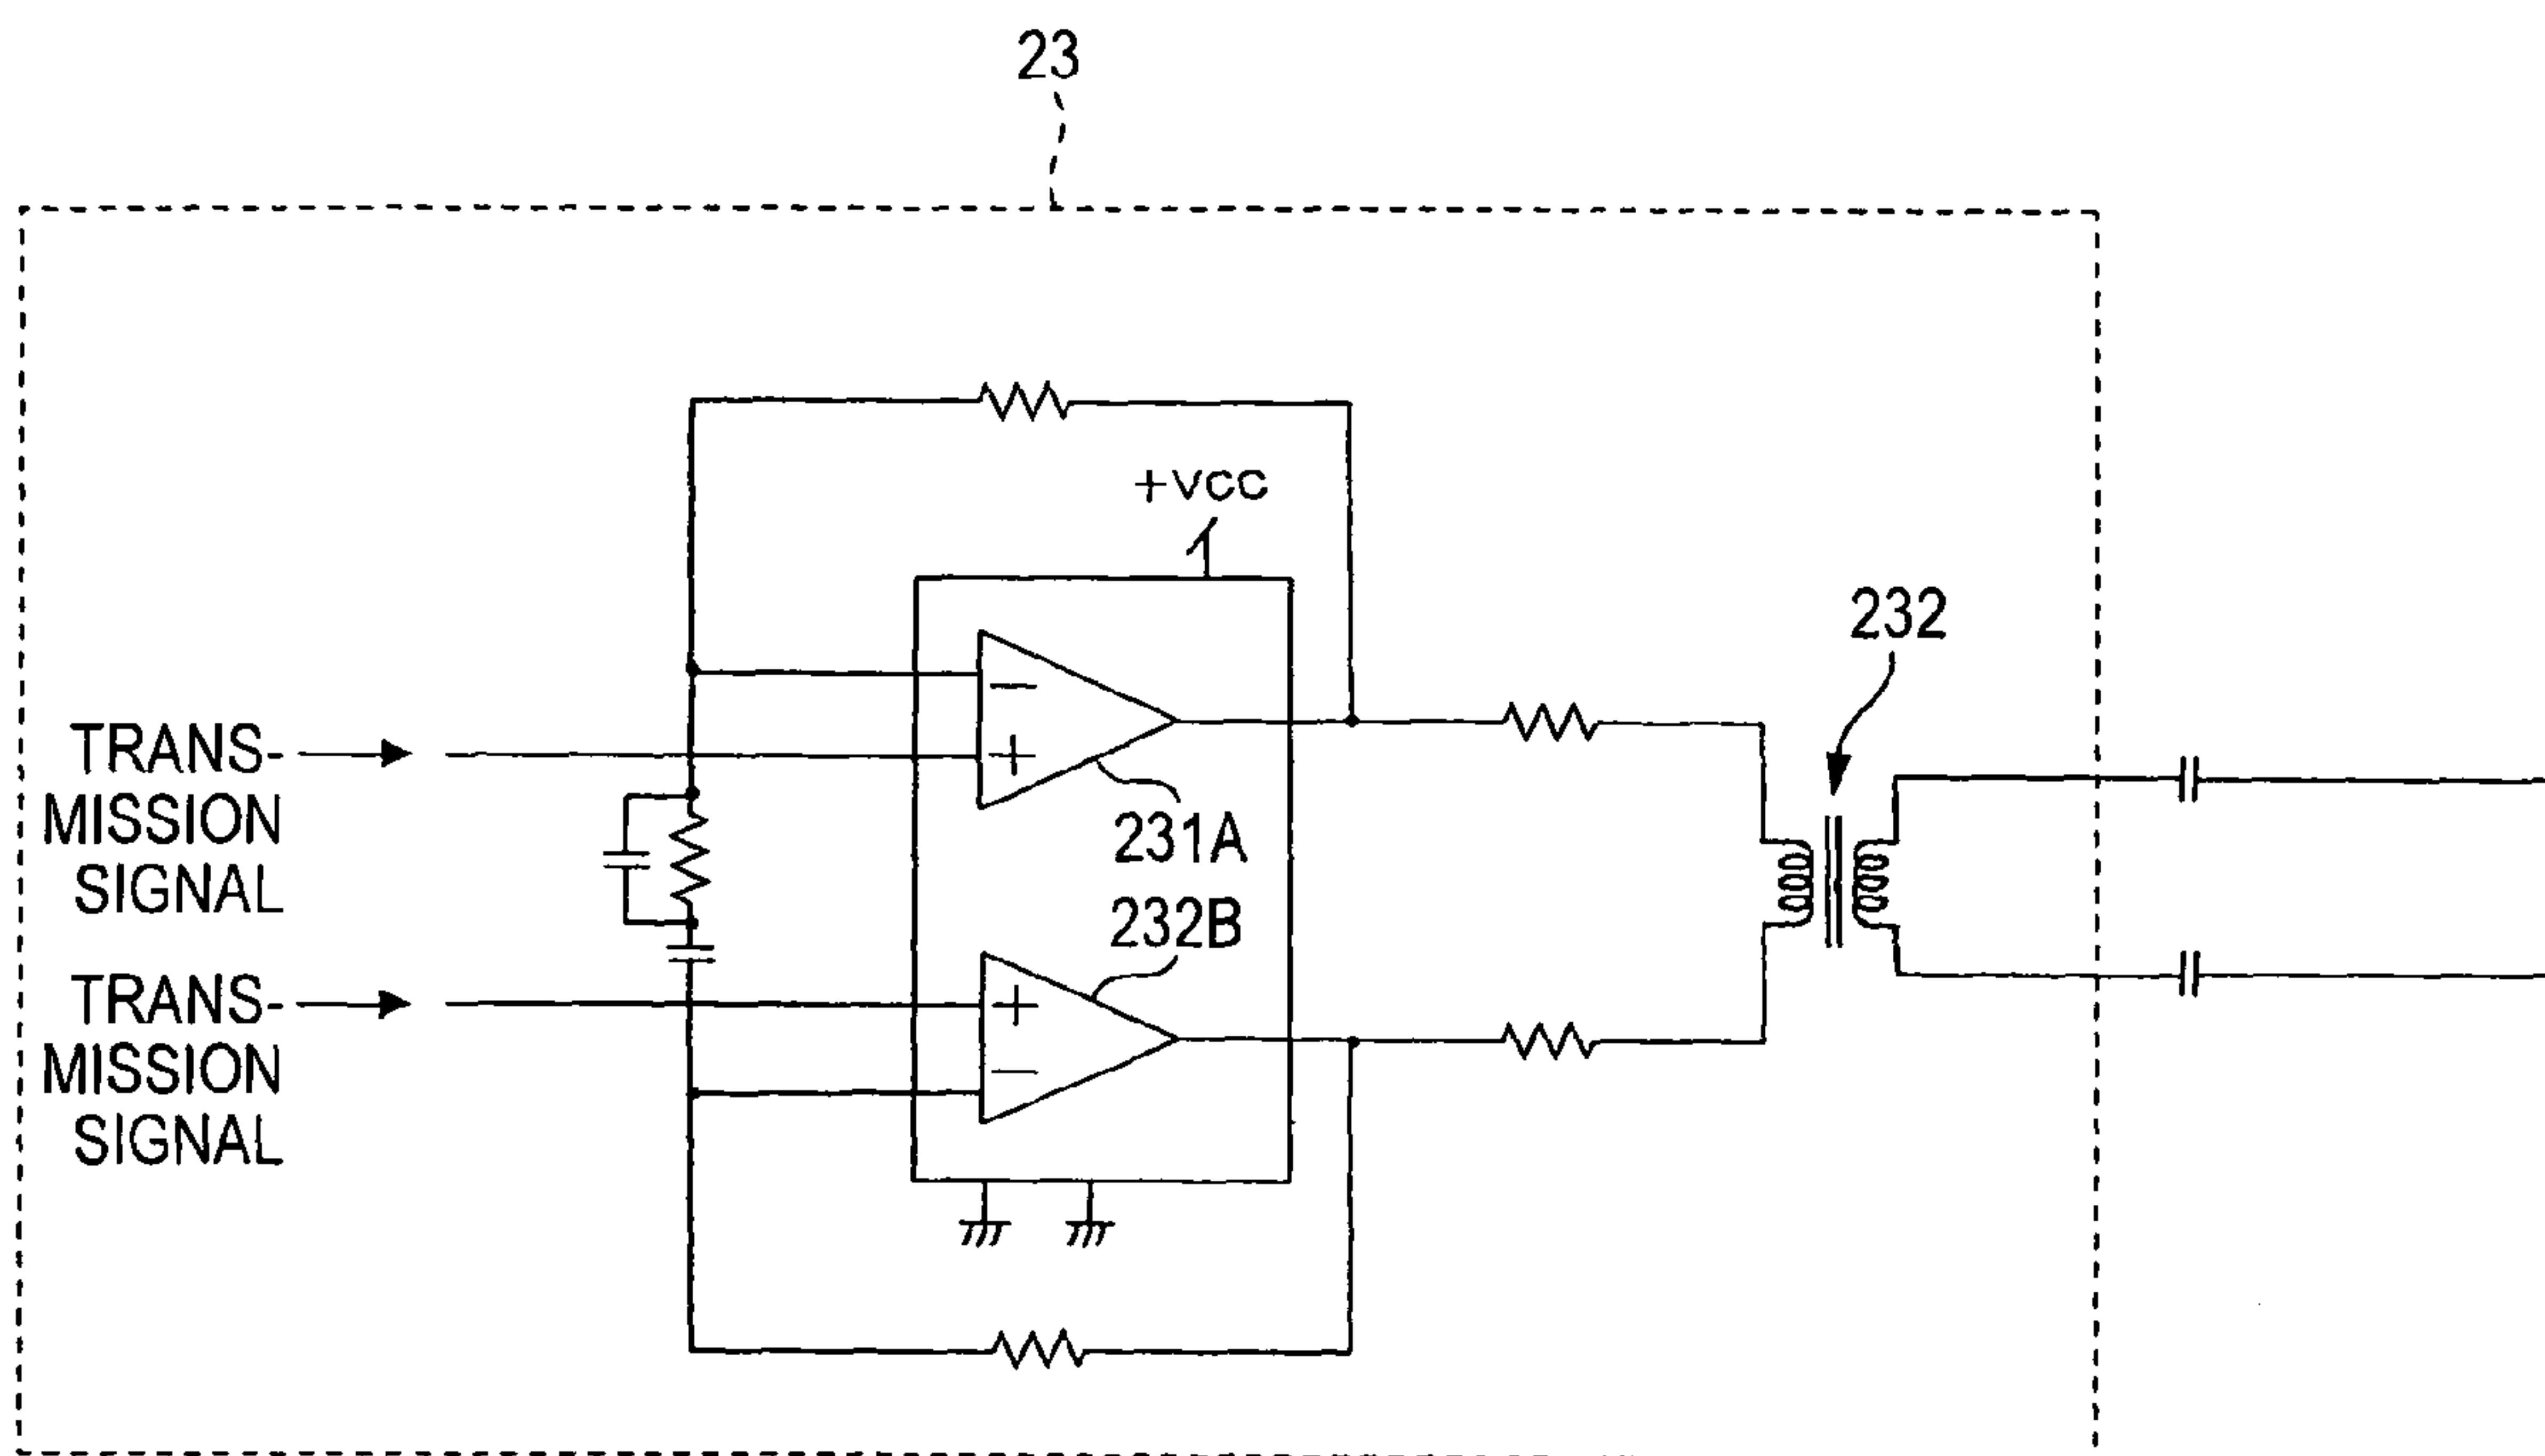 23
+VCC
232
TRANS-
MISSION
SIGNAL
231A
232B
TRANS-
MISSION
SIGNAL